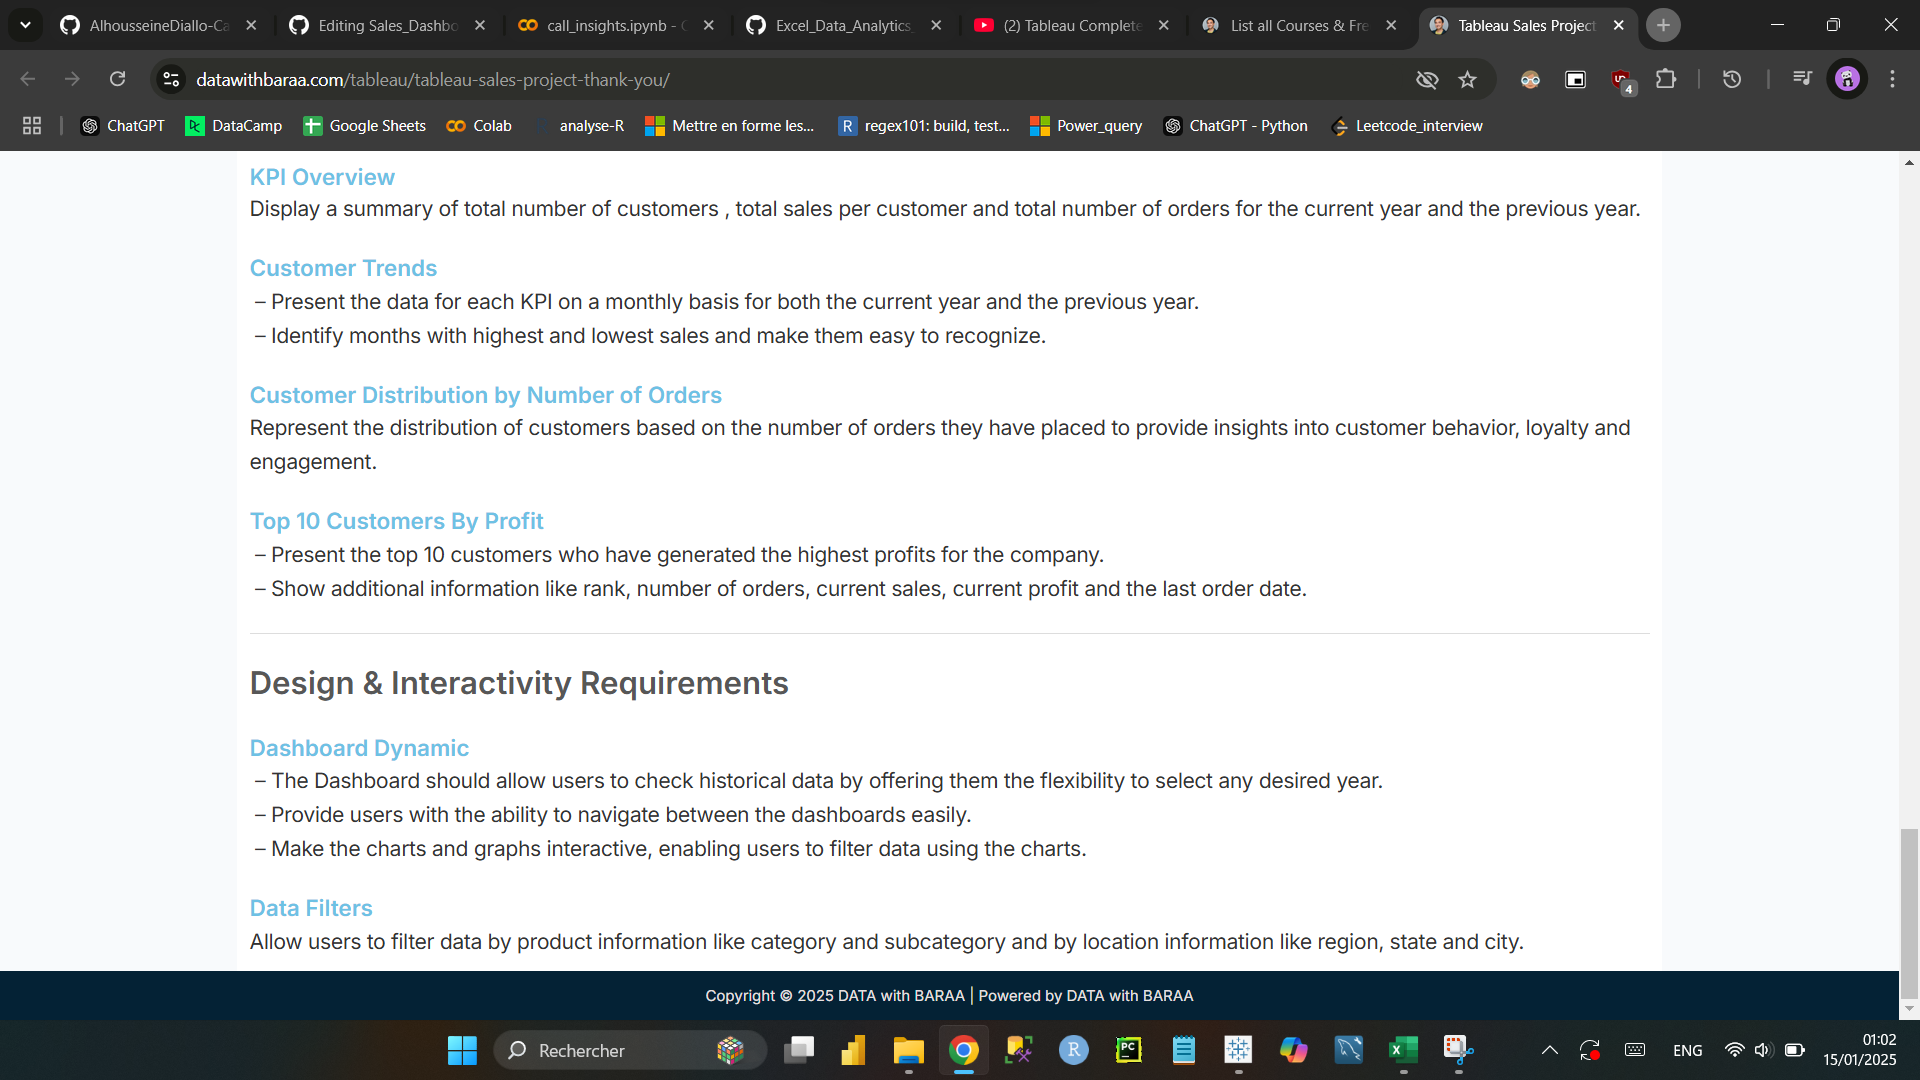 AlhousseineDiallo-Ca
Editing Sales_Dashbo
call_insights.ipynb - C
Excel_Data_Analytics_
(2) Tableau Complete
List all Courses & Fre
Tableau Sales Project
datawithbaraa.com/tableau/tableau-sales-project-thank-you/
4
ChatGPT
DataCamp
Google Sheets
Colab
analyse-R
Mettre en forme les...
R
regex101: build, test...
Power_query
ChatGPT - Python
Leetcode_interview
KPI Overview
Display a summary of total number of customers , total sales per customer and total number of orders for the current year and the previous year.
Customer Trends
– Present the data for each KPI on a monthly basis for both the current year and the previous year.
– Identify months with highest and lowest sales and make them easy to recognize.
Customer Distribution by Number of Orders
Represent the distribution of customers based on the number of orders they have placed to provide insights into customer behavior, loyalty and
engagement.
Top 10 Customers By Profit
– Present the top 10 customers who have generated the highest profits for the company.
– Show additional information like rank, number of orders, current sales, current profit and the last order date.
Design & Interactivity Requirements
Dashboard Dynamic
– The Dashboard should allow users to check historical data by offering them the flexibility to select any desired year.
– Provide users with the ability to navigate between the dashboards easily.
– Make the charts and graphs interactive, enabling users to filter data using the charts.
Data Filters
Allow users to filter data by product information like category and subcategory and by location information like region, state and city.
Copyright © 2025 DATA with BARAA | Powered by DATA with BARAA
Rechercher
R
PC
ENG
01:02
15/01/2025